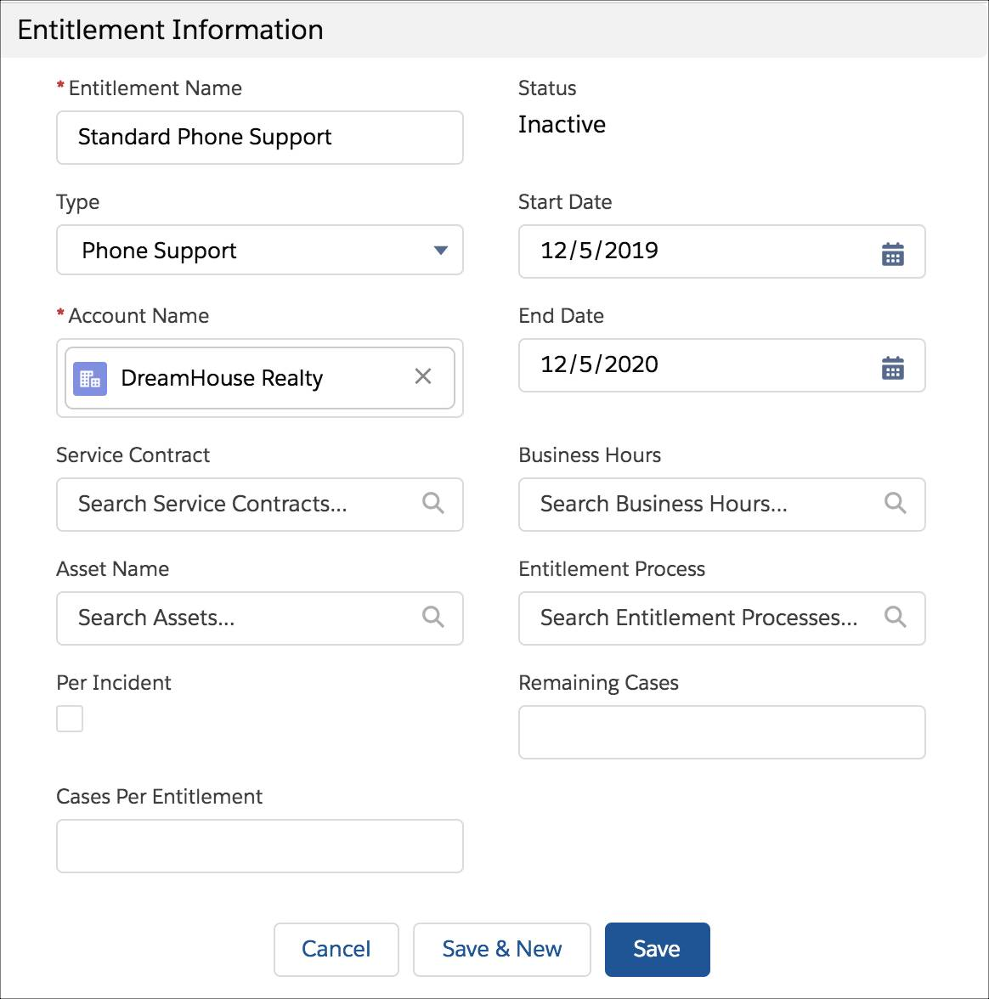 Entitlement Information
* Entitlement Name
Standard Phone Support
Status
Inactive
Type
Phone Support
Start Date
12/5/2019
* Account Name
DreamHouse Realty
End Date
12/5/2020
Service Contract
Search Service Contracts...
Business Hours
Search Business Hours...
Asset Name
Search Assets...
Entitlement Process
Search Entitlement Processes...
Per Incident
Remaining Cases
Cases Per Entitlement
Cancel
Save & New
Save